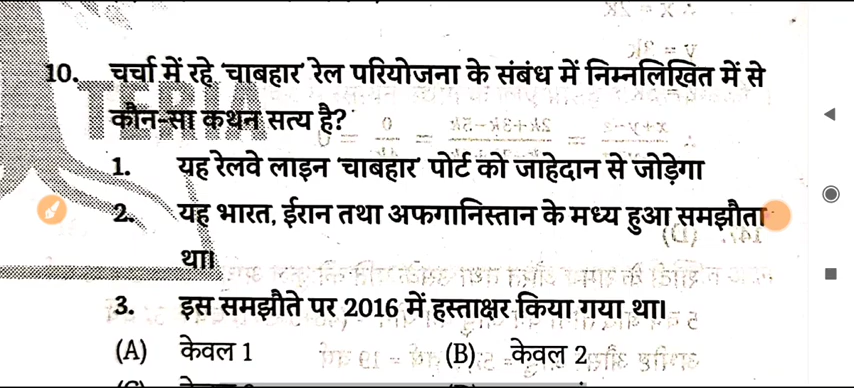 10. चर्चा में रहे 'चाबहार' रेल परियोजना के संबंध में निम्नलिखित में से
कौन-सा कथन सत्य है?
1. यह रेलवे लाइन 'चाबहार' पोर्ट को जाहेदान से जोड़ेगा
2. यह भारत, ईरान तथा अफगानिस्तान के मध्य हुआ समझौता
था।
3. इस समझौते पर 2016 में हस्ताक्षर किया गया था।
(A) केवल 1 (B) केवल 2